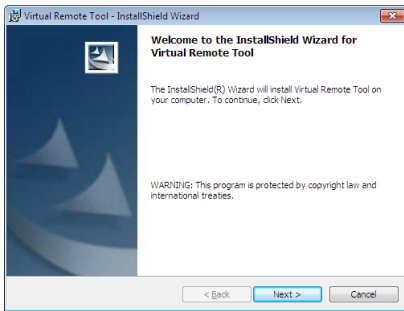 Virtual Remote Tool - InstallShield Wizard
Welcome to the InstallShield Wizard for
Virtual Remote Tool
The InstallShield(R) Wizard will install Virtual Remote Tool on
your computer. To continue, click Next.
WARNING: This program is protected by copyright law and
international treaties.
< Back Next > Cancel